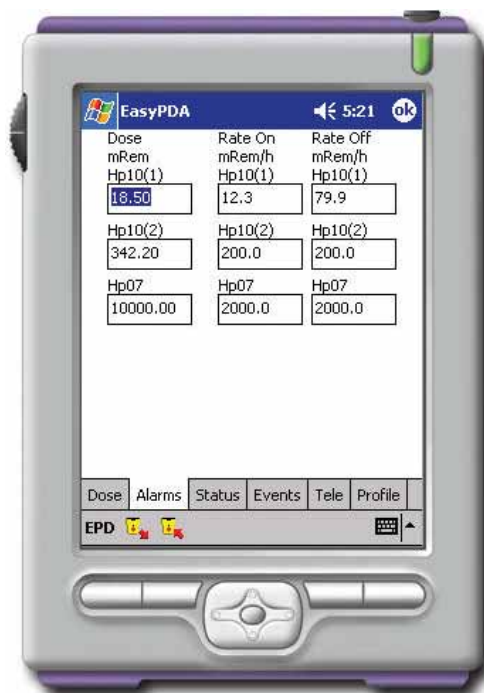 EasyPDA 5:21 ok
Dose Rate On Rate Off
mRem mRem/h mRem/h
Hp10(1) Hp10(1) Hp10(1)
18.50 12.3 79.9
Hp10(2) Hp10(2) Hp10(2)
342.20 200.0 200.0
Hp07 Hp07 Hp07
10000.00 2000.0 2000.0
Dose Alarms Status Events Tele Profile
EPD